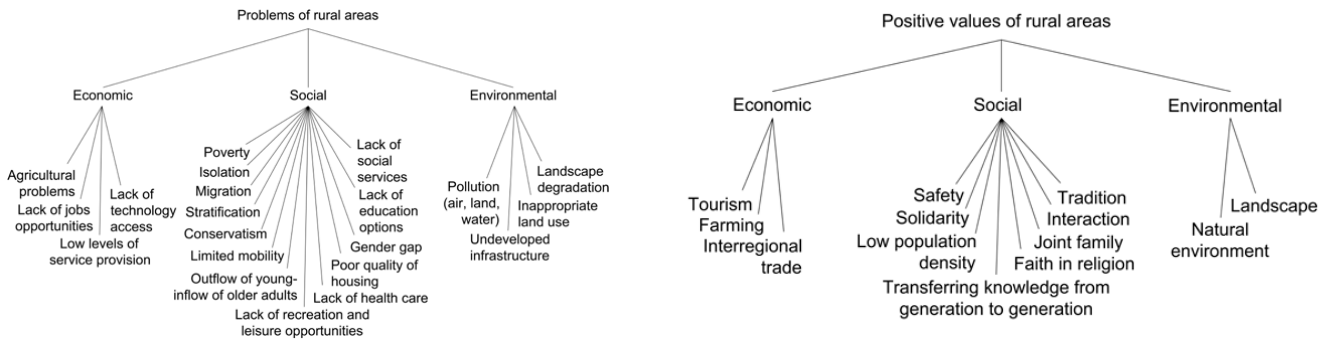 Problems of rural areas
Economic
Social
Environmental
Agricultural
problems
Lack of jobs
opportunities
Low levels of
service provision
Lack of
technology
access
Poverty
Isolation
Migration
Stratification
Conservatism
Limited mobility
Outflow of young-
inflow of older adults
Lack of recreation and
leisure opportunities
Lack of health care
Poor quality of
housing
Gender gap
Lack of
education
options
Lack of
social
services
Pollution
(air, land,
water)
Undeveloped
infrastructure
Inappropriate
land use
Landscape
degradation
Positive values of rural areas
Economic
Social
Environmental
Tourism
Farming
Interregional
trade
Safety
Solidarity
Low population
density
Transferring knowledge from
generation to generation
Faith in religion
Joint family
Interaction
Tradition
Natural
environment
Landscape